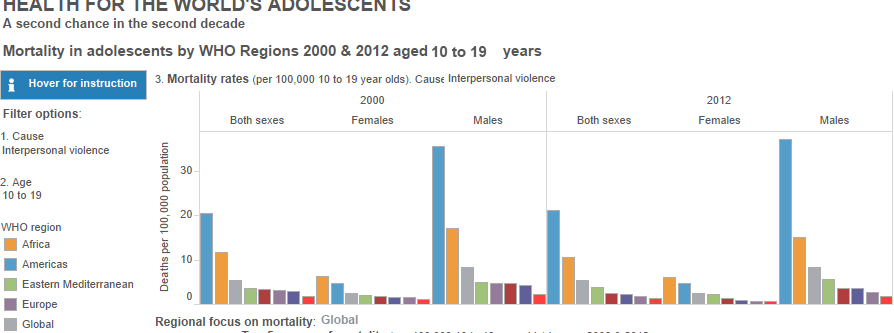 HEALTH FOR THE WORLD'S ADOLESCENTS
A second chance in the second decade
Mortality in adolescents by WHO Regions 2000 & 2012 aged 10 to 19 years
Hover for instruction
3. Mortality rates (per 100,000 10 to 19 year olds). Cause Interpersonal violence
2000
2012
Both sexes
Females
Males
Both sexes
Females
Males
Filter options:
1. Cause
Interpersonal violence
2. Age
10 to 19
WHO region
Africa
Americas
Eastern Mediterranean
Europe
Global
Deaths per 100,000 population
30
20
10
0
Regional focus on mortality: Global